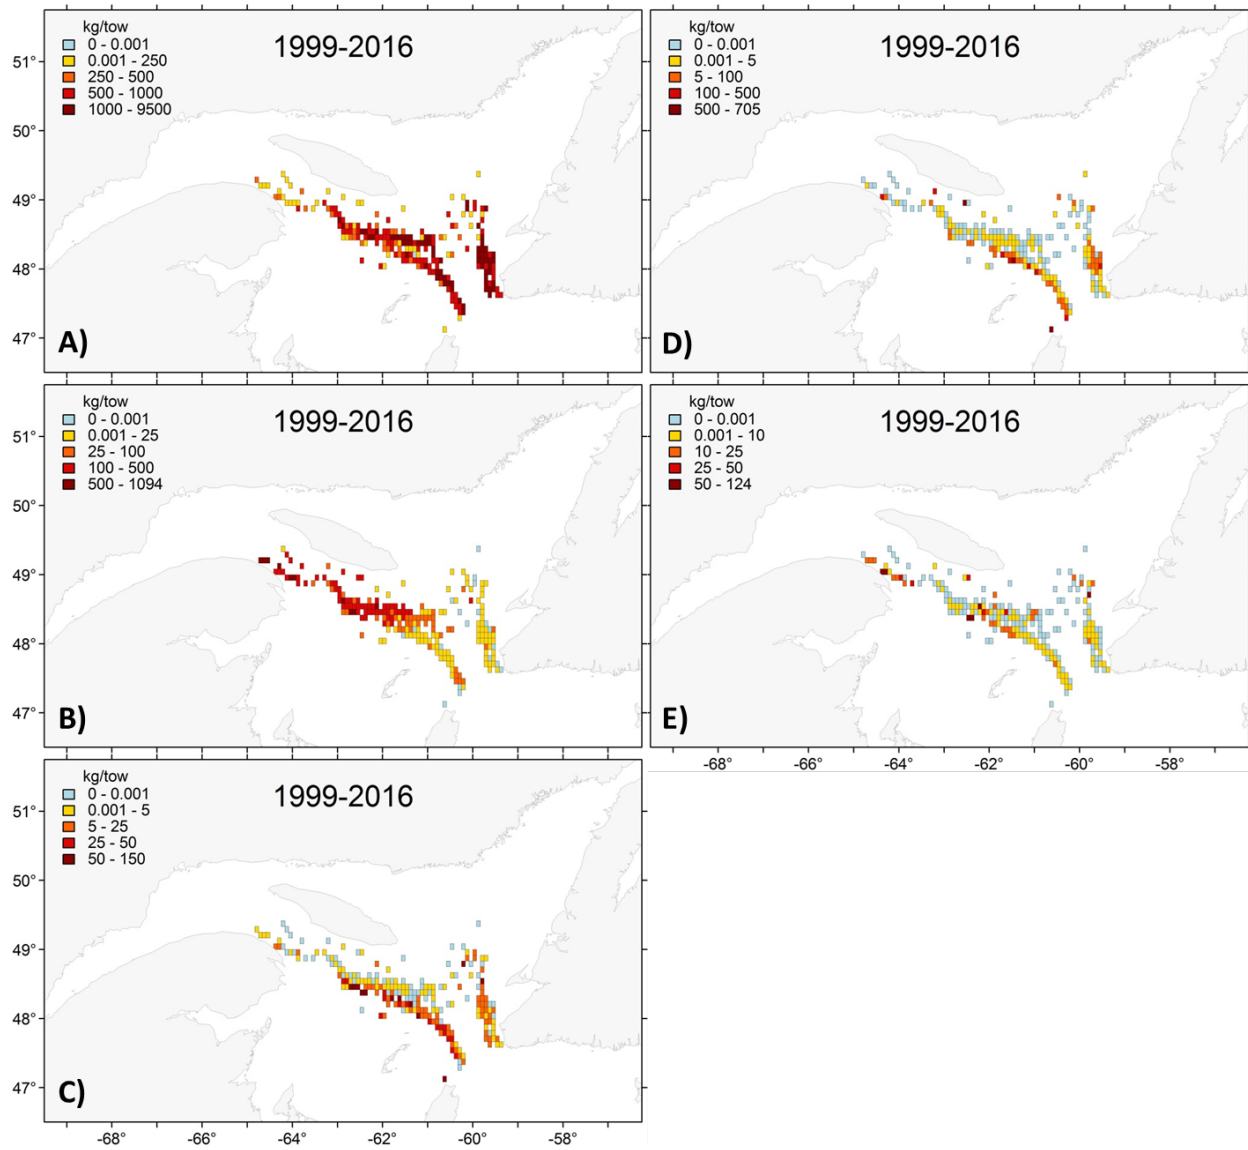 kg/tow
0 - 0.001
0.001 - 250
250 - 500
500 - 1000
1000 - 9500
1999-2016
51°
50°
49°
48°
47°
A)
kg/tow
0 - 0.001
0.001 - 5
5 - 100
100 - 500
500 - 705
1999-2016
D)
kg/tow
0 - 0.001
0.001 - 25
25 - 100
100 - 500
500 - 1094
1999-2016
51°
50°
49°
48°
47°
B)
kg/tow
0 - 0.001
0.001 - 10
10 - 25
25 - 50
50 - 124
1999-2016
E)
-68° -66° -64° -62° -60° -58°
kg/tow
0 - 0.001
0.001 - 5
5 - 25
25 - 50
50 - 150
1999-2016
51°
50°
49°
48°
47°
C)
-68° -66° -64° -62° -60° -58°